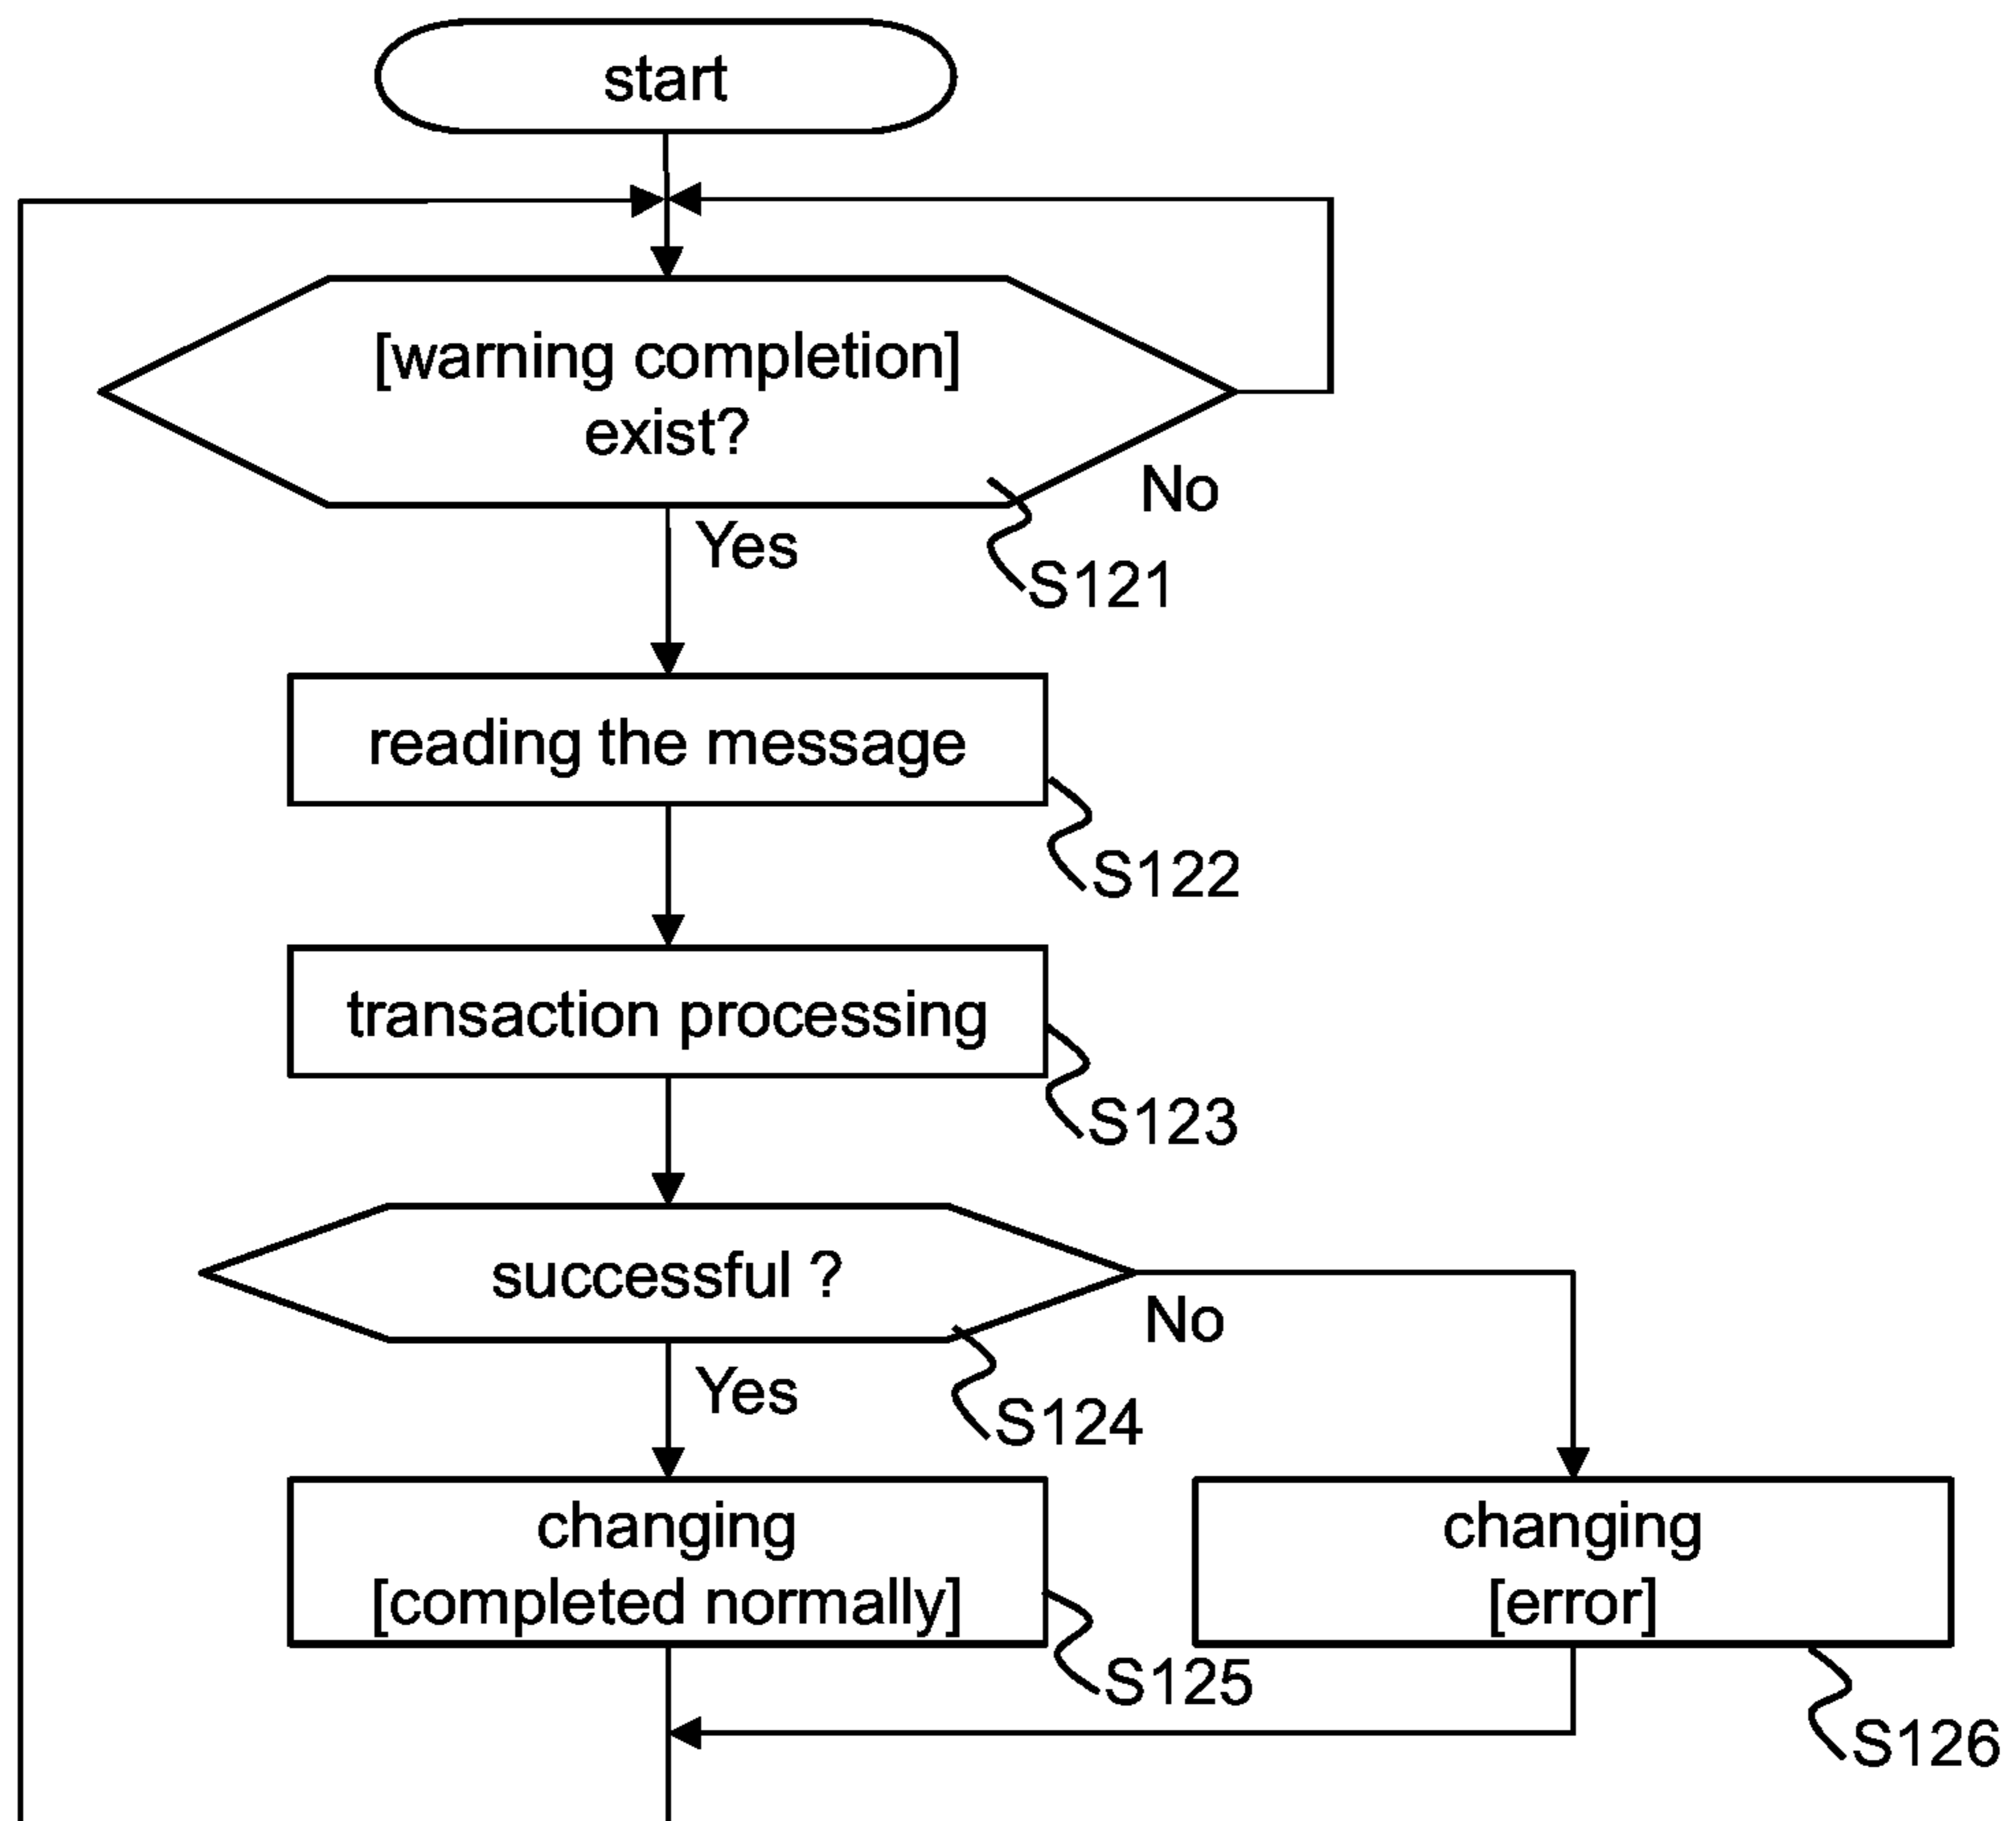 start
[warning completion]
exist?
No
Yes
S121
reading the message
S122
transaction processing
S123
successful ?
No
Yes
S124
changing
[completed normally]
S125
changing
[error]
S126